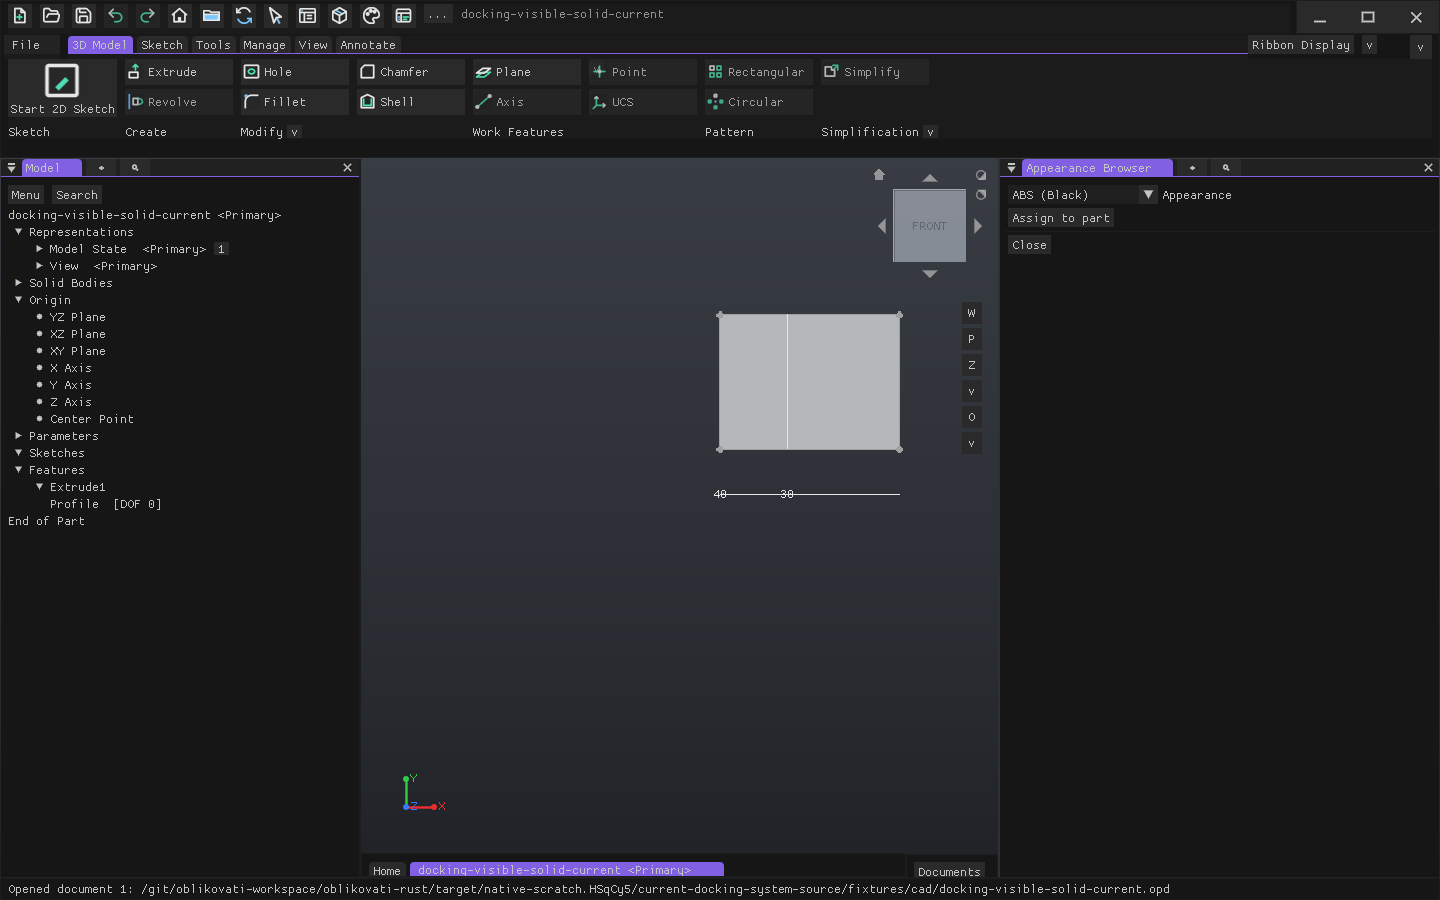 ... docking-visible-solid-current
File 3D Model Sketch Tools Manage View Annotate Ribbon Display v v
Extrude Hole Chamfer Plane Point Rectangular Simplify
Start 2D Sketch Revolve Fillet Shell Axis UCS Circular
Sketch Create Modify v Work Features Pattern Simplification v
Model
Menu Search
docking-visible-solid-current <Primary>
Representations
Model State <Primary> 1
View <Primary>
Solid Bodies
Origin
YZ Plane
XZ Plane
XY Plane
X Axis
Y Axis
Z Axis
Center Point
Parameters
Sketches
Features
Extrude1
Profile [DOF 0]
End of Part
FRONT
W
P
Z
v
O
v
40 30
Y
Z X
Home docking-visible-solid-current <Primary> Documents
Appearance Browser
ABS (Black) Appearance
Assign to part
Close
Opened document 1: /git/oblikovati-workspace/oblikovati-rust/target/native-scratch.HSqCy5/current-docking-system-source/fixtures/cad/docking-visible-solid-current.opd